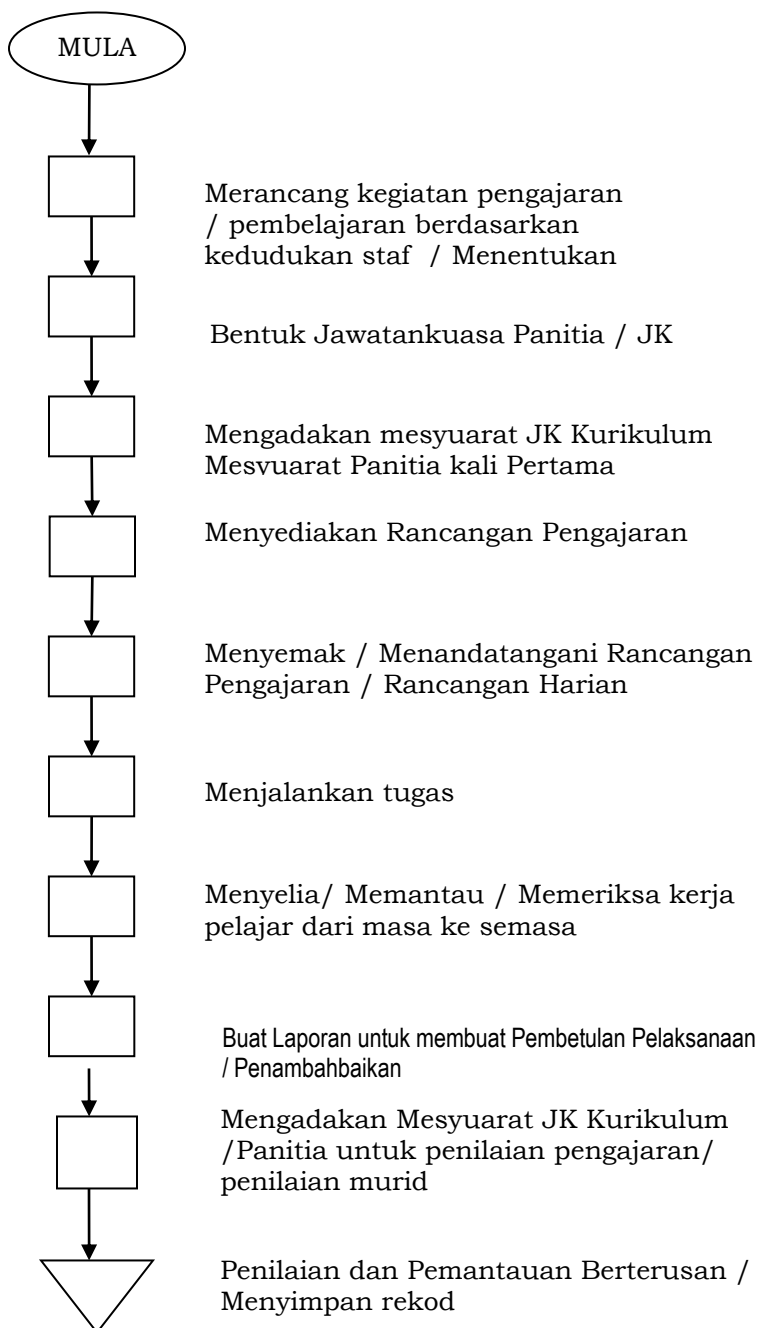 MULA
Merancang kegiatan pengajaran
/ pembelajaran berdasarkan
kedudukan staf / Menentukan
Bentuk Jawatankuasa Panitia / JK
Mengadakan mesyuarat JK Kurikulum
Mesvuarat Panitia kali Pertama
Menyediakan Rancangan Pengajaran
Menyemak / Menandatangani Rancangan
Pengajaran / Rancangan Harian
Menjalankan tugas
Menyelia/ Memantau / Memeriksa kerja
pelajar dari masa ke semasa
Buat Laporan untuk membuat Pembetulan Pelaksanaan
/ Penambahbaikan
Mengadakan Mesyuarat JK Kurikulum
/Panitia untuk penilaian pengajaran/
penilaian murid
Penilaian dan Pemantauan Berterusan /
Menyimpan rekod